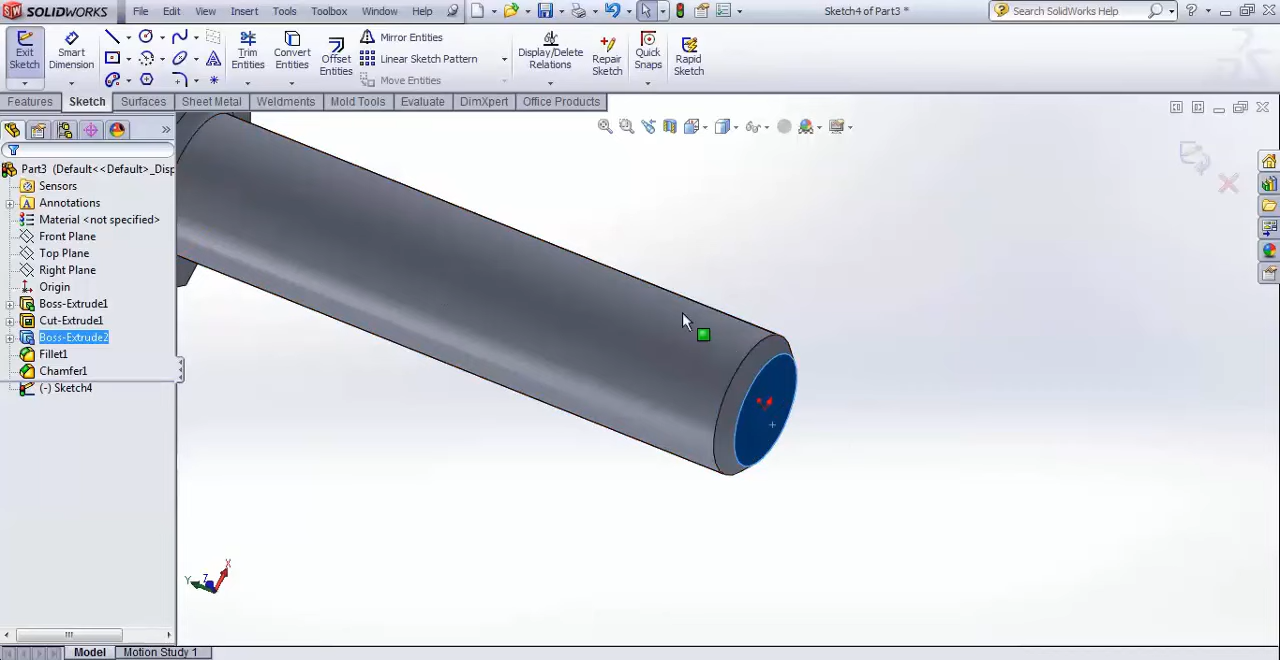 SW SOLIDWORKS File Edit View Insert Tools Toolbox Window Help Sketch4 of Part3 * Search SolidWorks Help
Exit Sketch
Smart Dimension
Trim Entities
Convert Entities
Offset Entities
Mirror Entities
Linear Sketch Pattern
Move Entities
Display/Delete Relations
Repair Sketch
Quick Snaps
Rapid Sketch
Features Sketch Surfaces Sheet Metal Weldments Mold Tools Evaluate DimXpert Office Products
Part3 (Default<<Default>_Disp
Sensors
Annotations
Material <not specified>
Front Plane
Top Plane
Right Plane
Origin
Boss-Extrude1
Cut-Extrude1
Boss-Extrude2
Fillet1
Chamfer1
(-) Sketch4
X
Y
Z
Model Motion Study 1